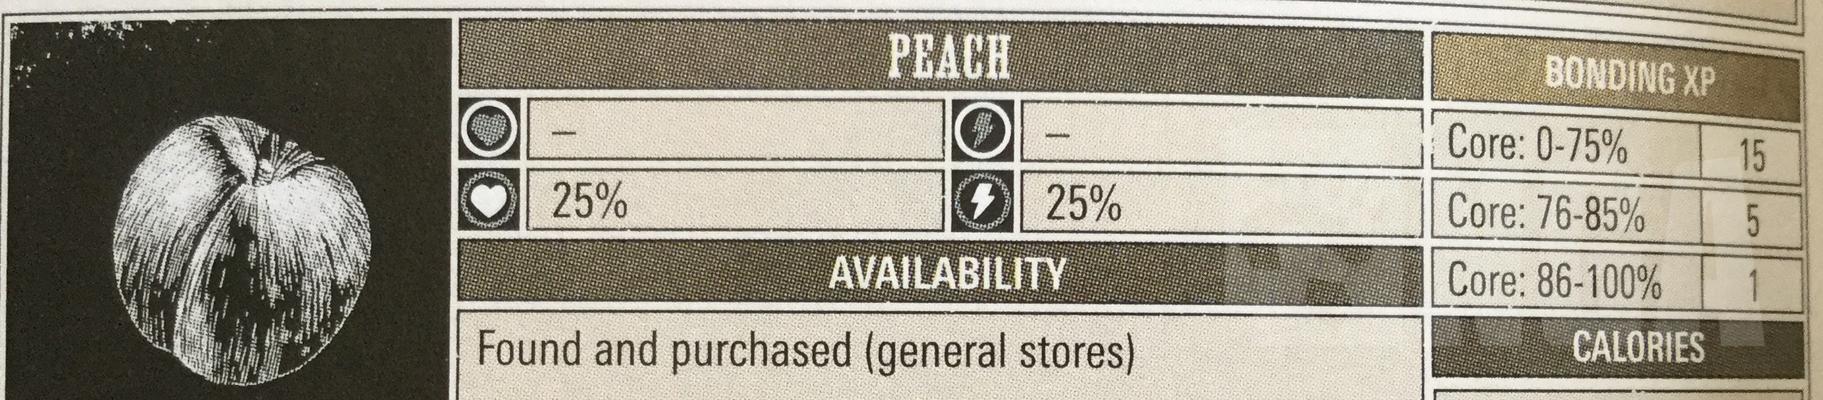 PEACH
– –
25% 25%
AVAILABILITY
Found and purchased (general stores)
BONDING XP
Core: 0-75% 15
Core: 76-85% 5
Core: 86-100% 1
CALORIES